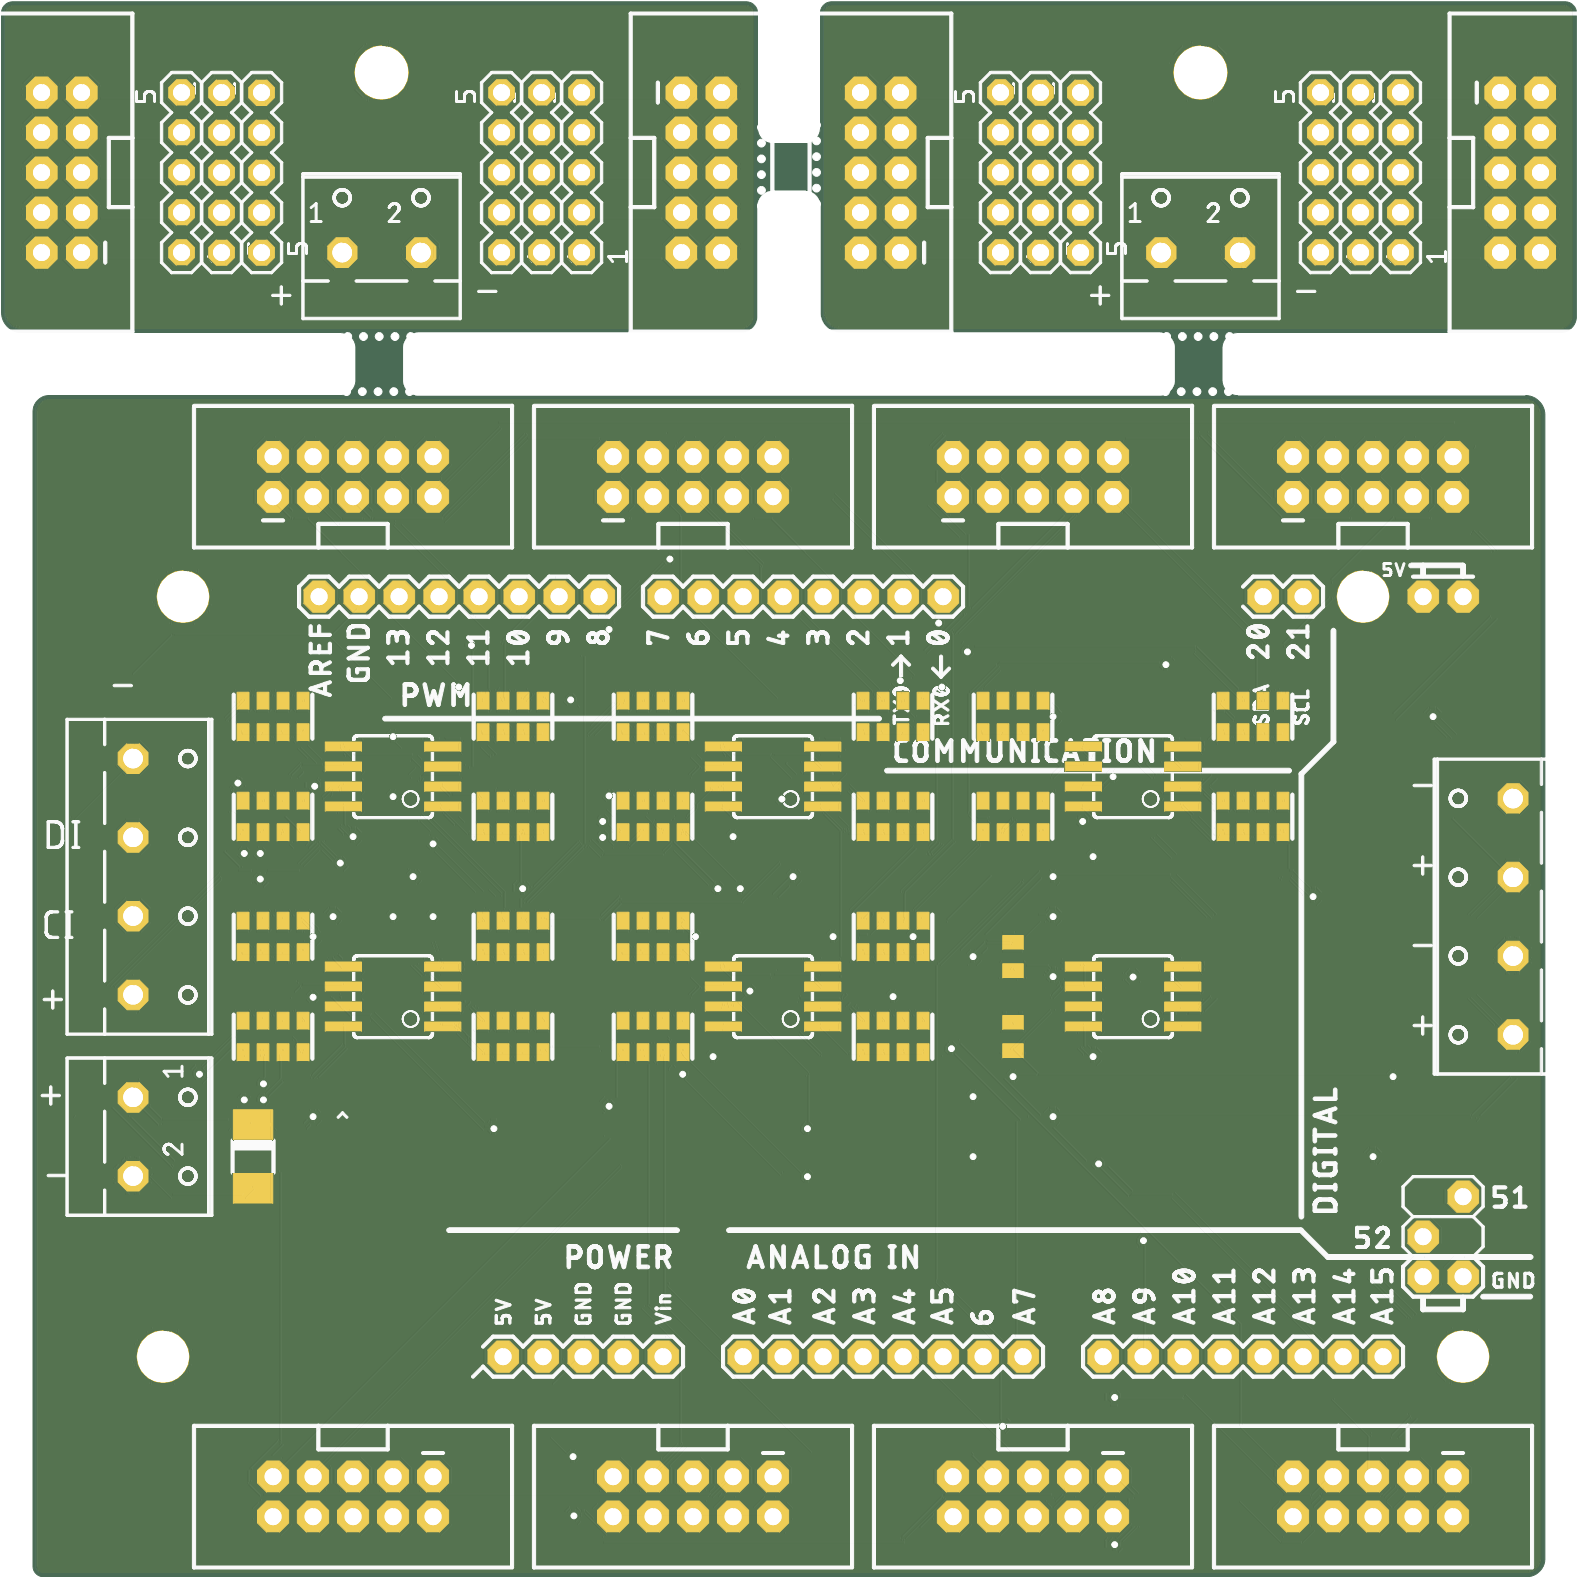 5 5 5 5
1 2 1 2
5 1 5 1
+ − + −
5V
AREF GND 13 12 11 10 9 8 7 6 5 4 3 2 1 0 20 21
PWM TX0 RX0 SDA SCL
COMMUNICATION
DI
CI
+
−
+
−
+
−
+
1
2
−
DIGITAL
51
52
POWER ANALOG IN
GND
5V 5V GND GND Vin A0 A1 A2 A3 A4 A5 6 A7 A8 A9 A10 A11 A12 A13 A14 A15